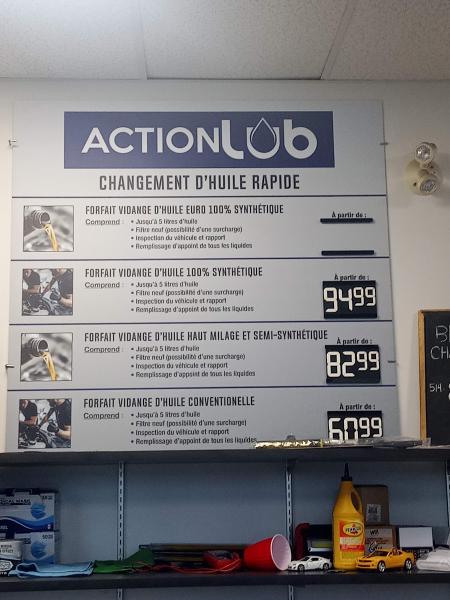 ACTIONLUB
CHANGEMENT D'HUILE RAPIDE
FORFAIT VIDANGE D'HUILE EURO 100% SYNTHÉTIQUE
À partir de :
Comprend : • Jusqu'à 5 litres d'huile
• Filtre neuf (possibilité d'une surcharge)
• Inspection du véhicule et rapport
• Remplissage d'appoint de tous les liquides
FORFAIT VIDANGE D'HUILE 100% SYNTHÉTIQUE
À partir de :
Comprend : • Jusqu'à 5 litres d'huile
• Filtre neuf (possibilité d'une surcharge)
• Inspection du véhicule et rapport
• Remplissage d'appoint de tous les liquides
9499
FORFAIT VIDANGE D'HUILE HAUT MILAGE ET SEMI-SYNTHÉTIQUE
À partir de :
Comprend : • Jusqu'à 5 litres d'huile
• Filtre neuf (possibilité d'une surcharge)
• Inspection du véhicule et rapport
• Remplissage d'appoint de tous les liquides
8299
FORFAIT VIDANGE D'HUILE CONVENTIONELLE
À partir de :
Comprend : • Jusqu'à 5 litres d'huile
• Filtre neuf (possibilité d'une surcharge)
• Inspection du véhicule et rapport
• Remplissage d'appoint de tous les liquides
6099
514